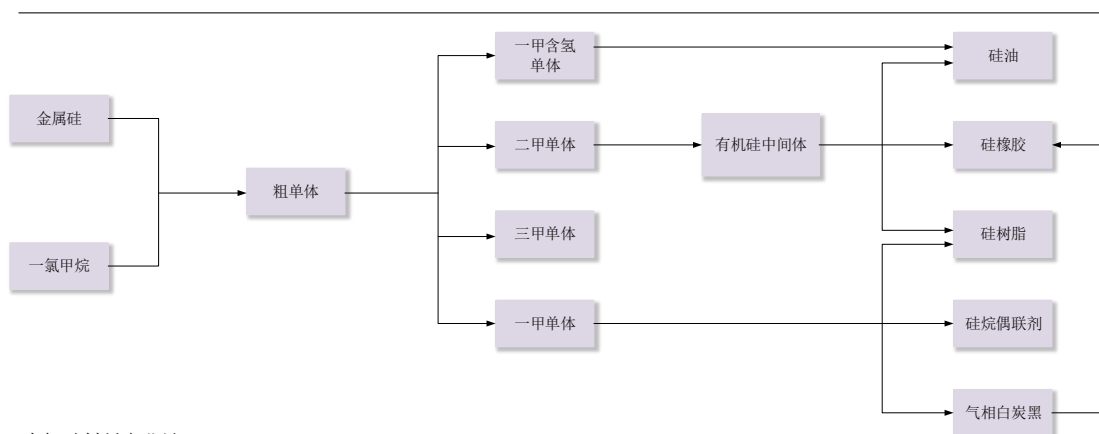 金属硅
一氯甲烷
粗单体
一甲含氢
单体
二甲单体
三甲单体
一甲单体
有机硅中间体
硅油
硅橡胶
硅树脂
硅烷偶联剂
气相白炭黑